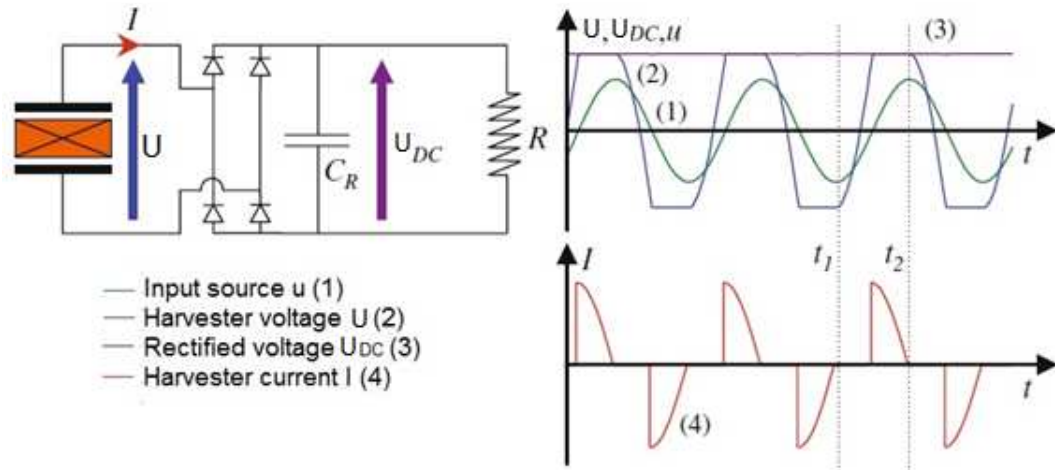 I
U
C_R
U_DC
R
Input source u (1)
Harvester voltage U (2)
Rectified voltage U_DC (3)
Harvester current I (4)
U, U_DC, u
(3)
(2)
(1)
t
t_1 t_2
I
(4)
t